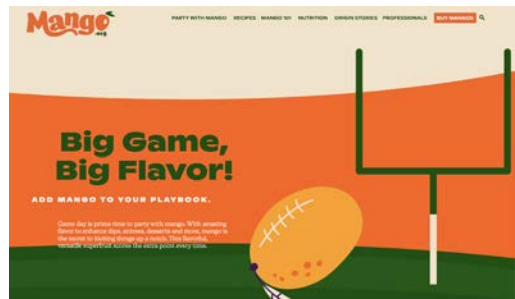 Mango
.org
PARTY WITH MANGO RECIPES MANGO 101 NUTRITION ORIGIN STORIES PROFESSIONALS BUY MANGOS
Big Game,
Big Flavor!
ADD MANGO TO YOUR PLAYBOOK.
Game day is prime time to party with mango. With amazing
flavor to enhance dips, entrees, desserts and more, mango is
the secret to kicking things up a notch. This flavorful,
versatile superfruit scores the extra point every time.